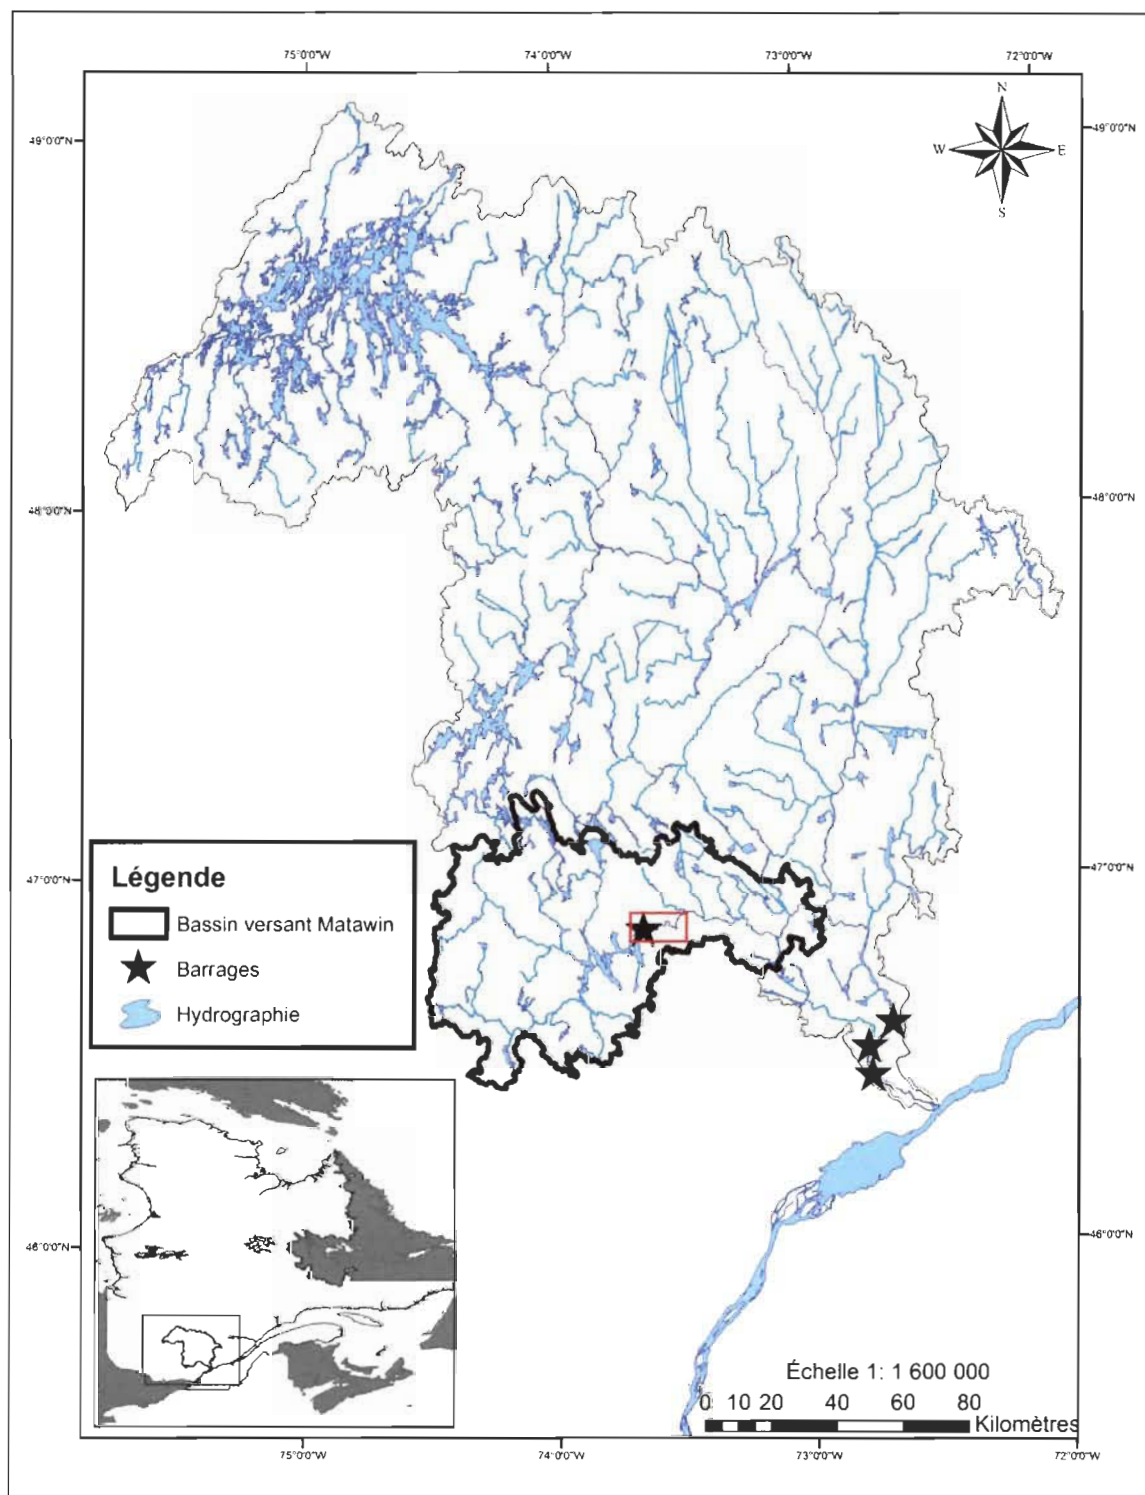 75°0'0"W 74°0'0"W 73°0'0"W 72°0'0"W
N
W E
S
49°0'0"N 49°0'0"N
48°0'0"N 48°0'0"N
47°0'0"N 47°0'0"N
46°0'0"N 46°0'0"N
Légende
Bassin versant Matawin
Barrages
Hydrographie
Échelle 1: 1 600 000
0 10 20 40 60 80
Kilomètres
75°0'0"W 74°0'0"W 73°0'0"W 72°0'0"W